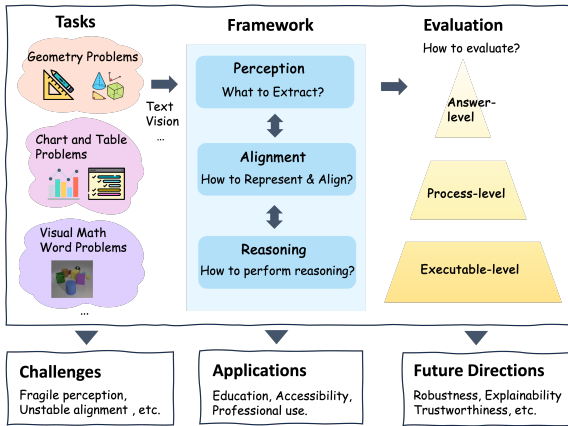 Tasks
Geometry Problems
Chart and Table
Problems
Visual Math
Word Problems
...
Text
Vision
...
Framework
Perception
What to Extract?
Alignment
How to Represent & Align?
Reasoning
How to perform reasoning?
Evaluation
How to evaluate?
Answer-
level
Process-level
Executable-level
Challenges
Fragile perception,
Unstable alignment , etc.
Applications
Education, Accessibility,
Professional use.
Future Directions
Robustness, Explainability
Trustworthiness, etc.